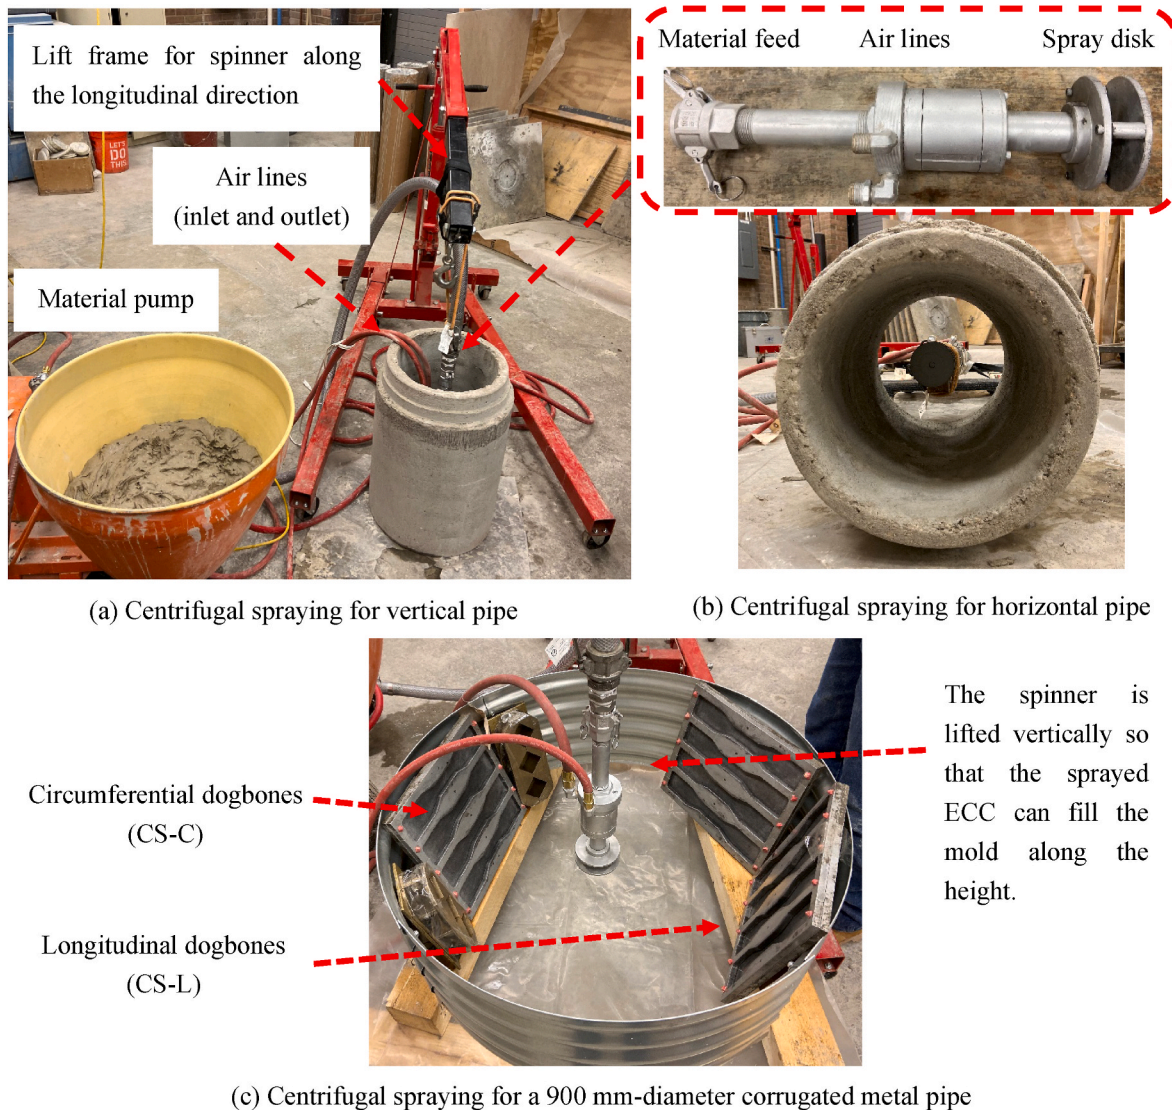 Lift frame for spinner along
the longitudinal direction
Air lines
(inlet and outlet)
Material pump
LET'S
DO
THIS.
Material feed
Air lines
Spray disk
(a) Centrifugal spraying for vertical pipe
(b) Centrifugal spraying for horizontal pipe
Circumferential dogbones
(CS-C)
Longitudinal dogbones
(CS-L)
The spinner is
lifted vertically so
that the sprayed
ECC can fill the
mold along the
height.
(c) Centrifugal spraying for a 900 mm-diameter corrugated metal pipe